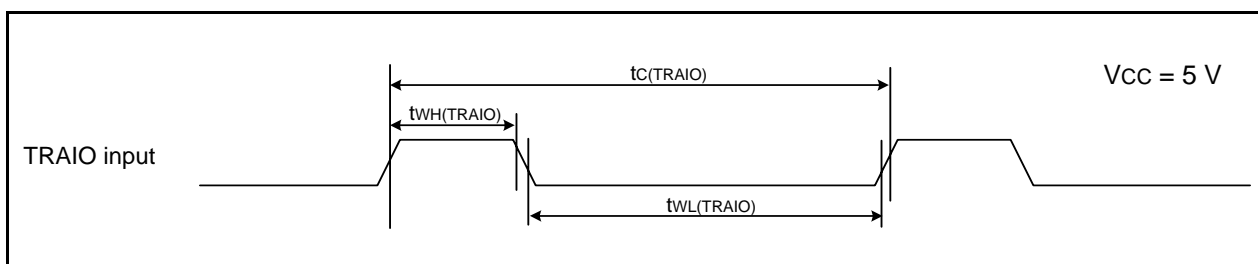 tC(TRAIO)
VCC = 5 V
tWH(TRAIO)
TRAIO input
tWL(TRAIO)